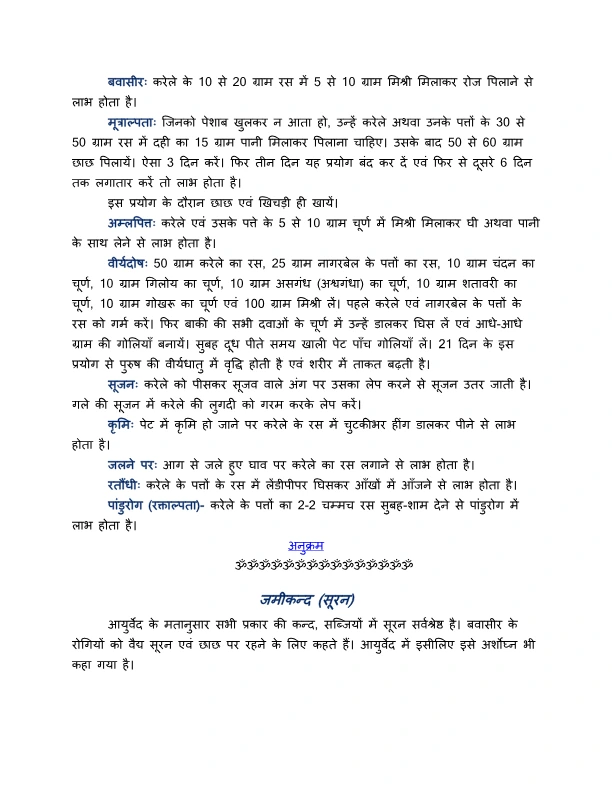 बवासीरः करेले के 10 से 20 ग्राम रस में 5 से 10 ग्राम मिश्री मिलाकर रोज पिलाने से
लाभ होता है।
मूत्राल्पताः जिनको पेशाब खुलकर न आता हो, उन्हें करेले अथवा उनके पत्तों के 30 से
50 ग्राम रस में दही का 15 ग्राम पानी मिलाकर पिलाना चाहिए। उसके बाद 50 से 60 ग्राम
छाछ पिलायें। ऐसा 3 दिन करें। फिर तीन दिन यह प्रयोग बंद कर दें एवं फिर से दूसरे 6 दिन
तक लगातार करें तो लाभ होता है।
इस प्रयोग के दौरान छाछ एवं खिचड़ी ही खायें।
अम्लपित्तः करेले एवं उसके पत्ते के 5 से 10 ग्राम चूर्ण में मिश्री मिलाकर घी अथवा पानी
के साथ लेने से लाभ होता है।
वीर्यदोषः 50 ग्राम करेले का रस, 25 ग्राम नागरबेल के पत्तों का रस, 10 ग्राम चंदन का
चूर्ण, 10 ग्राम गिलोय का चूर्ण, 10 ग्राम असगंध (अश्वगंधा) का चूर्ण, 10 ग्राम शतावरी का
चूर्ण, 10 ग्राम गोखरू का चूर्ण एवं 100 ग्राम मिश्री लें। पहले करेले एवं नागरबेल के पत्तों के
रस को गर्म करें। फिर बाकी की सभी दवाओं के चूर्ण में उन्हें डालकर घिस लें एवं आधे-आधे
ग्राम की गोलियाँ बनायें। सुबह दूध पीते समय खाली पेट पाँच गोलियाँ लें। 21 दिन के इस
प्रयोग से पुरुष की वीर्यधातु में वृद्धि होती है एवं शरीर में ताकत बढ़ती है।
सूजनः करेले को पीसकर सूजव वाले अंग पर उसका लेप करने से सूजन उतर जाती है।
गले की सूजन में करेले की लुगदी को गरम करके लेप करें।
कृमिः पेट में कृमि हो जाने पर करेले के रस में चुटकीभर हींग डालकर पीने से लाभ
होता है।
जलने परः आग से जले हुए घाव पर करेले का रस लगाने से लाभ होता है।
रतौंधीः करेले के पत्तों के रस में लेंडीपीपर घिसकर आँखों में आँजने से लाभ होता है।
पांडुरोग (रक्ताल्पता)- करेले के पत्तों का 2-2 चम्मच रस सुबह-शाम देने से पांडुरोग में
लाभ होता है।
अनुक्रम
ॐॐॐॐॐॐॐॐॐॐॐॐॐॐॐ
जमीकन्द (सूरन)
आयुर्वेद के मतानुसार सभी प्रकार की कन्द, सब्जियों में सूरन सर्वश्रेष्ठ है। बवासीर के
रोगियों को वैद्य सूरन एवं छाछ पर रहने के लिए कहते हैं। आयुर्वेद में इसीलिए इसे अर्शोघ्न भी
कहा गया है।